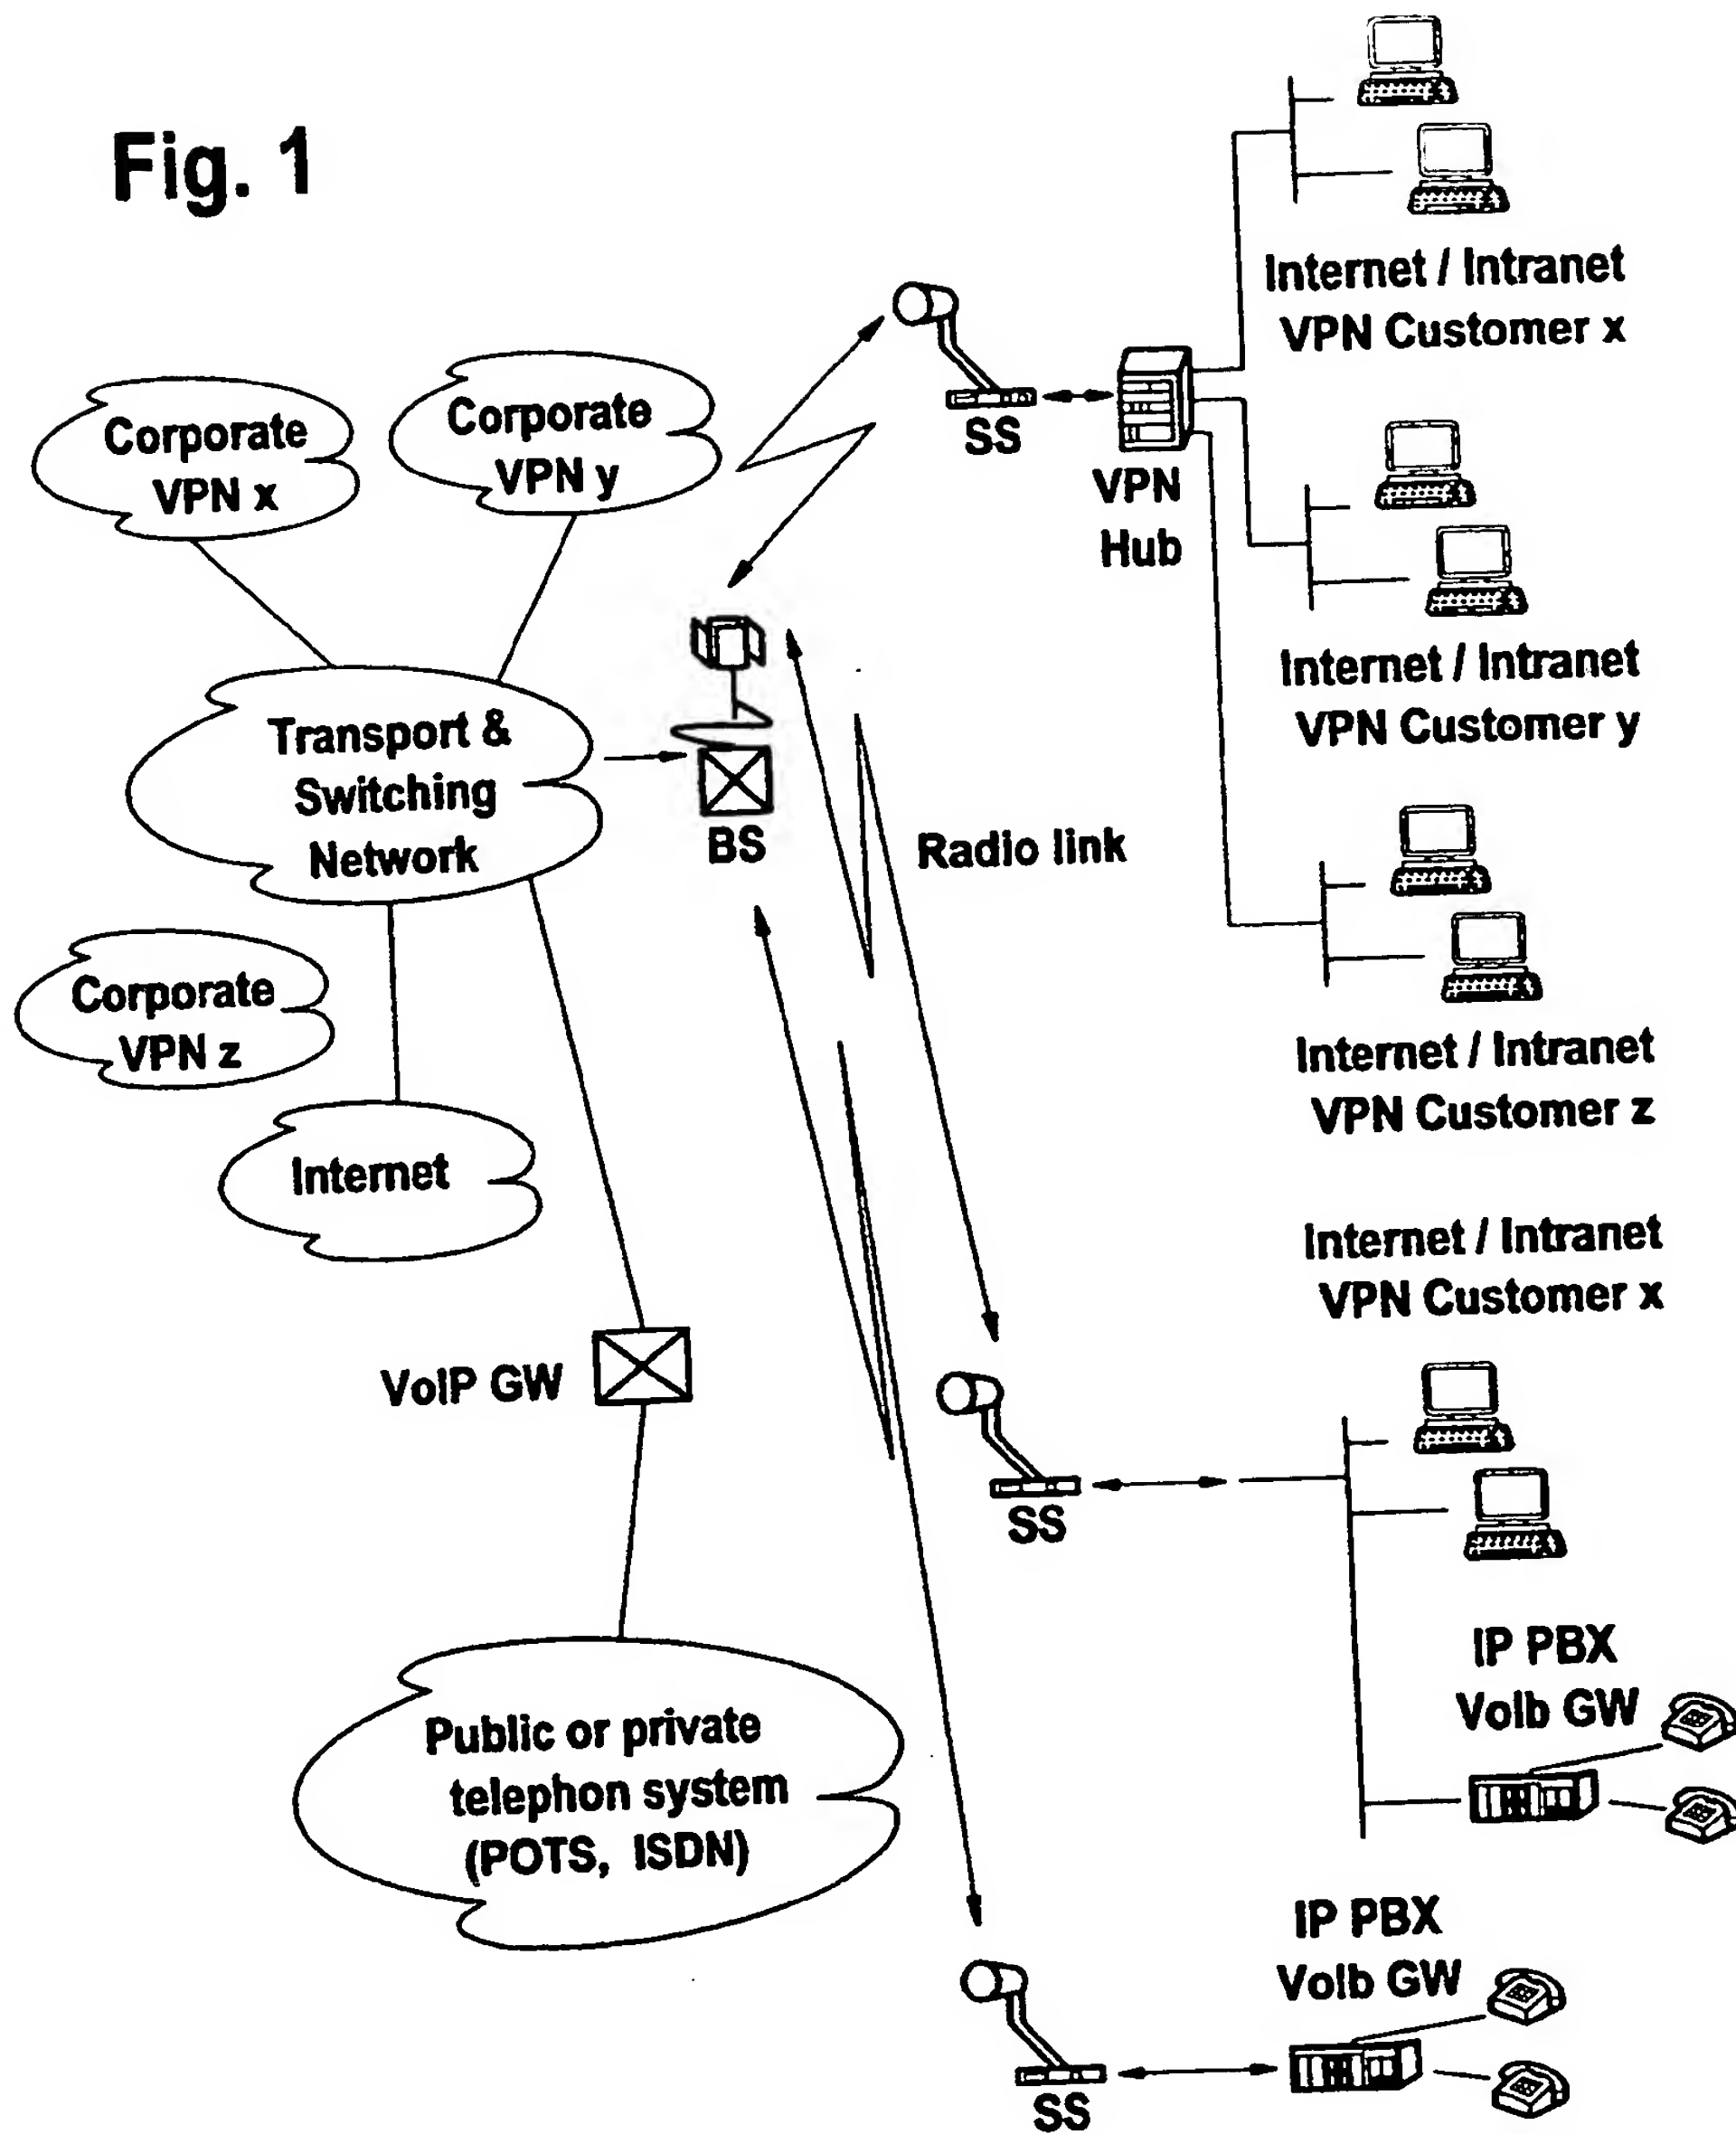 Fig. 1
Internet / Intranet
VPN Customer x
Corporate
VPN x
Corporate
VPN y
SS
VPN
Hub
Internet / Intranet
VPN Customer y
Transport &
Switching
Network
BS
Radio link
Corporate
VPN z
Internet / Intranet
VPN Customer z
Internet
Internet / Intranet
VPN Customer x
VoIP GW
SS
IP PBX
Volb GW
Public or private
telephon system
(POTS, ISDN)
IP PBX
Volb GW
SS